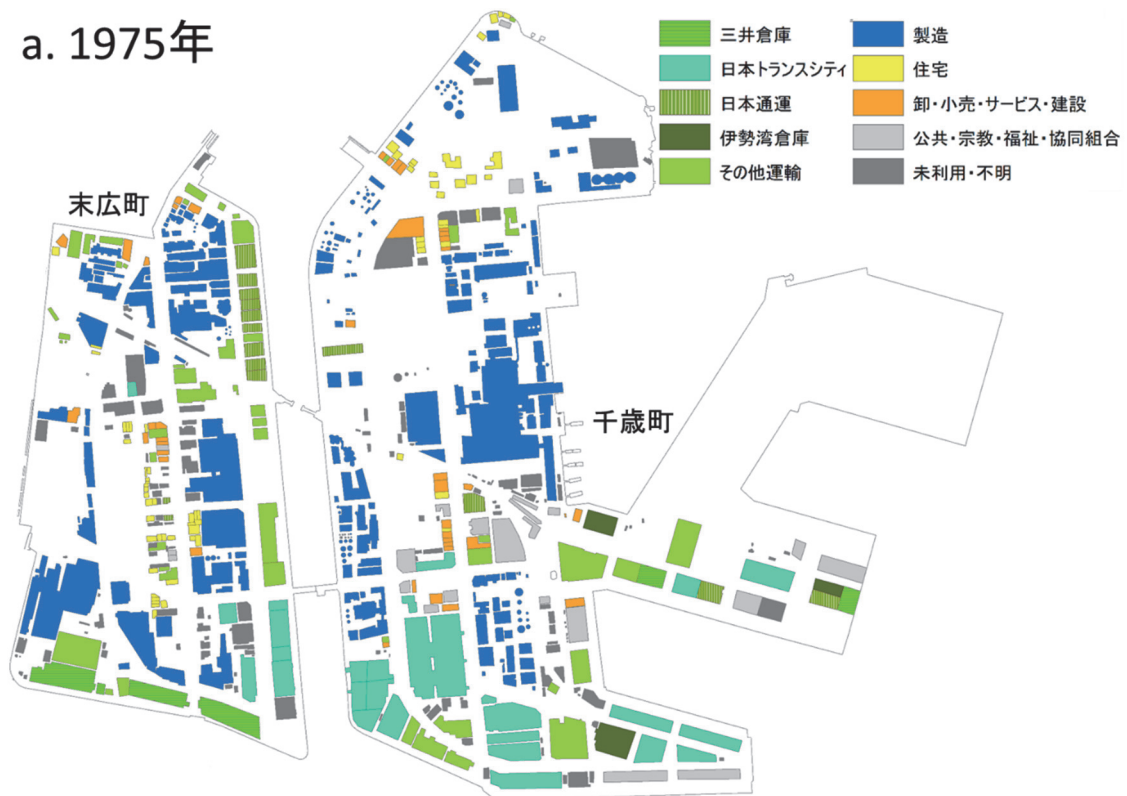 a. 1975年
三井倉庫
日本トランスシティ
日本通運
伊勢湾倉庫
その他運輸
製造
住宅
卸・小売・サービス・建設
公共・宗教・福祉・協同組合
未利用・不明
末広町
千歳町